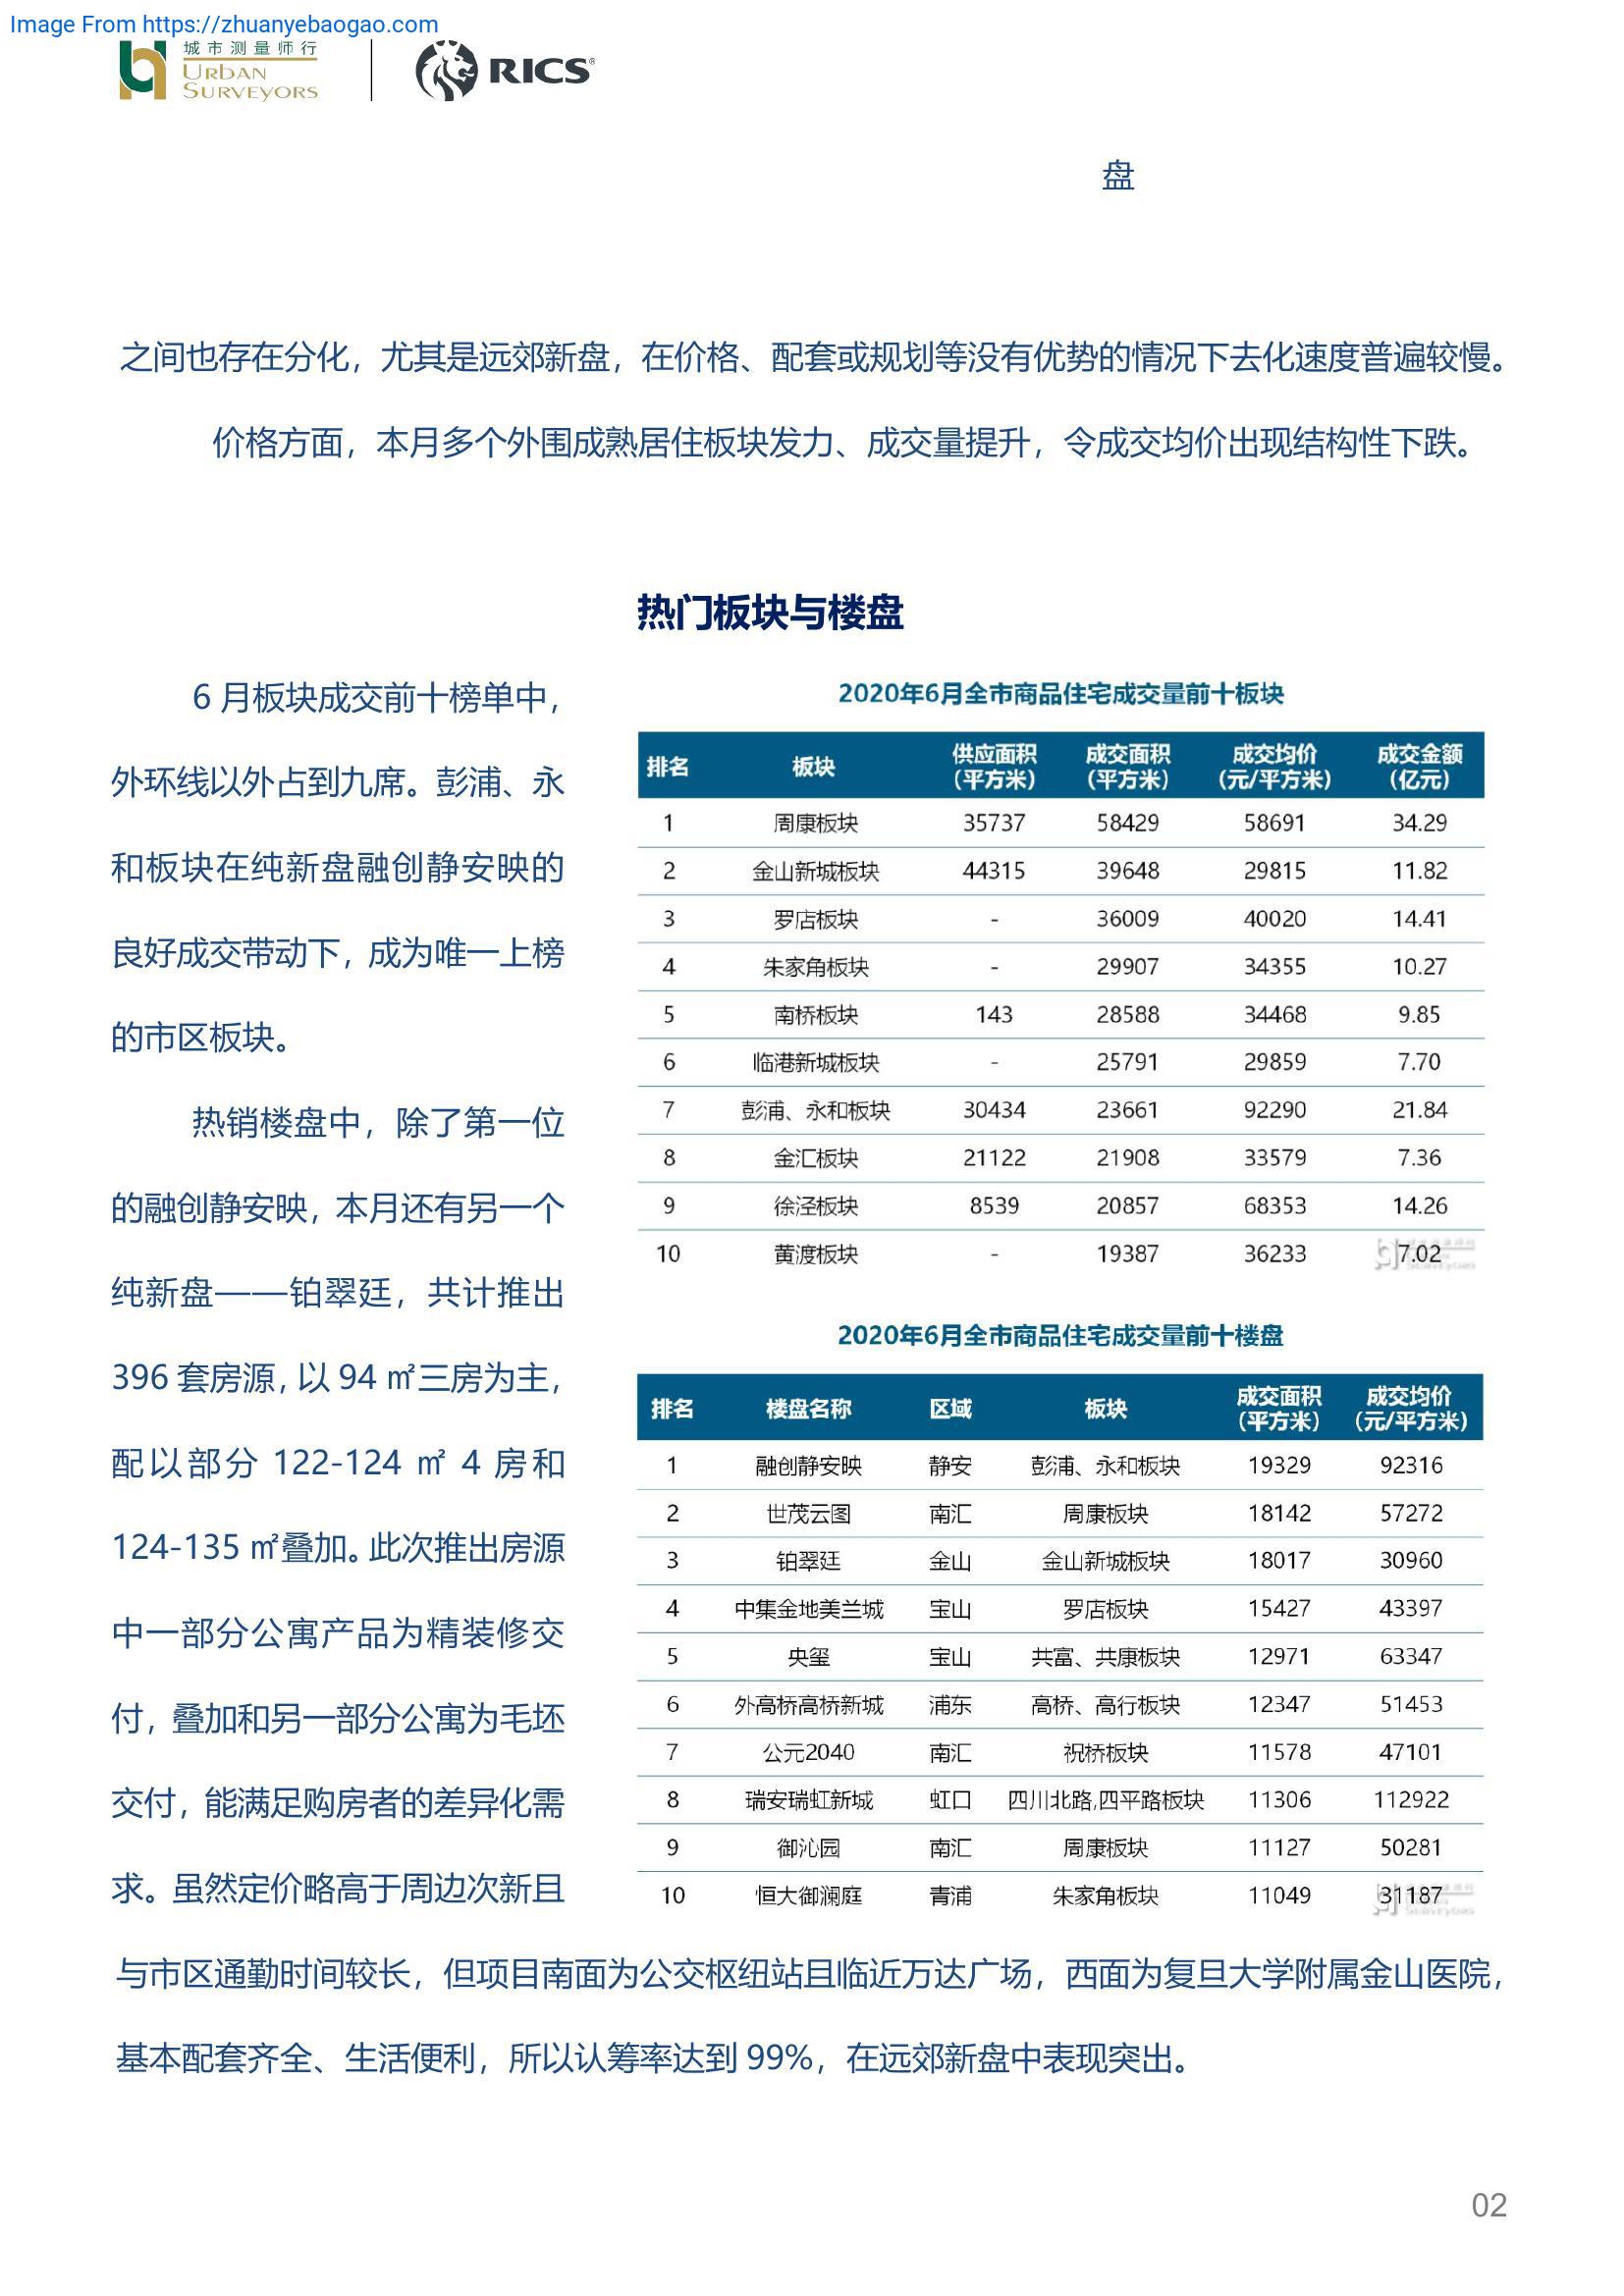 Image From https://zhuanyebaogao.com
城市测量师行
URBAN
SURVEYORS
RICS®
盘
之间也存在分化，尤其是远郊新盘，在价格、配套或规划等没有优势的情况下去化速度普遍较慢。
价格方面，本月多个外围成熟居住板块发力、成交量提升，令成交均价出现结构性下跌。
热门板块与楼盘
6 月板块成交前十榜单中，
外环线以外占到九席。彭浦、永
和板块在纯新盘融创静安映的
良好成交带动下，成为唯一上榜
的市区板块。
热销楼盘中，除了第一位
的融创静安映，本月还有另一个
纯新盘——铂翠廷，共计推出
396 套房源，以 94 ㎡三房为主，
配以部分 122-124 ㎡ 4 房和
124-135 ㎡叠加。此次推出房源
中一部分公寓产品为精装修交
付，叠加和另一部分公寓为毛坯
交付，能满足购房者的差异化需
求。虽然定价略高于周边次新且
2020年6月全市商品住宅成交量前十板块
排名 板块 供应面积（平方米） 成交面积（平方米） 成交均价（元/平方米） 成交金额（亿元）
1 周康板块 35737 58429 58691 34.29
2 金山新城板块 44315 39648 29815 11.82
3 罗店板块 - 36009 40020 14.41
4 朱家角板块 - 29907 34355 10.27
5 南桥板块 143 28588 34468 9.85
6 临港新城板块 - 25791 29859 7.70
7 彭浦、永和板块 30434 23661 92290 21.84
8 金汇板块 21122 21908 33579 7.36
9 徐泾板块 8539 20857 68353 14.26
10 黄渡板块 - 19387 36233 7.02
2020年6月全市商品住宅成交量前十楼盘
排名 楼盘名称 区域 板块 成交面积（平方米） 成交均价（元/平方米）
1 融创静安映 静安 彭浦、永和板块 19329 92316
2 世茂云图 南汇 周康板块 18142 57272
3 铂翠廷 金山 金山新城板块 18017 30960
4 中集金地美兰城 宝山 罗店板块 15427 43397
5 央玺 宝山 共富、共康板块 12971 63347
6 外高桥高桥新城 浦东 高桥、高行板块 12347 51453
7 公元2040 南汇 祝桥板块 11578 47101
8 瑞安瑞虹新城 虹口 四川北路,四平路板块 11306 112922
9 御沁园 南汇 周康板块 11127 50281
10 恒大御澜庭 青浦 朱家角板块 11049 31187
与市区通勤时间较长，但项目南面为公交枢纽站且临近万达广场，西面为复旦大学附属金山医院，
基本配套齐全、生活便利，所以认筹率达到 99%，在远郊新盘中表现突出。
02